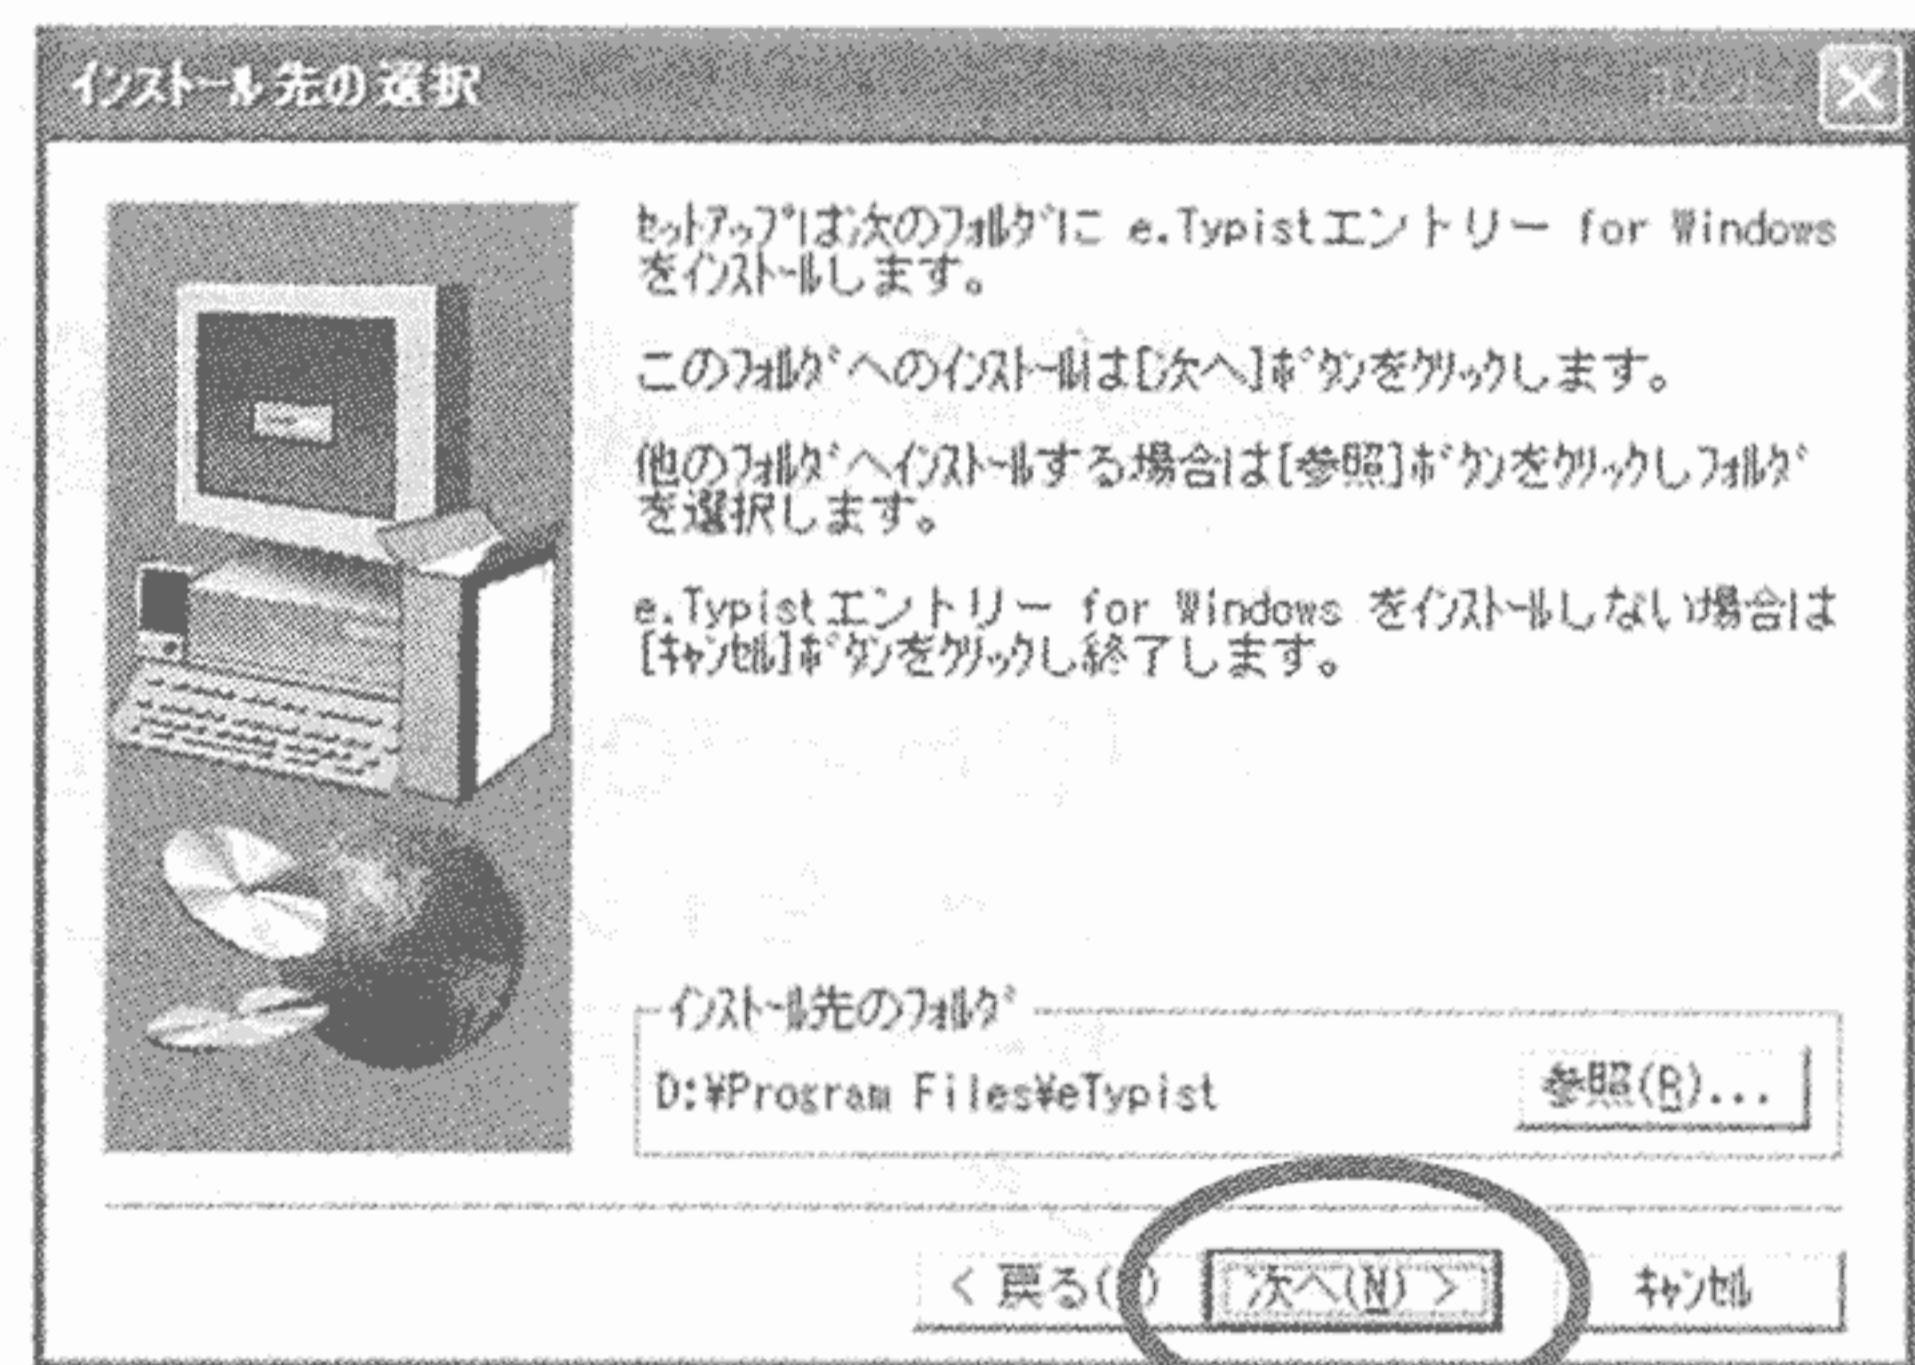 インストール先の選択
セットアップは次のフォルダに e.Typistエントリー for Windows
をインストールします。
このフォルダへのインストールは[次へ]ボタンをクリックします。
他のフォルダへインストールする場合は[参照]ボタンをクリックしフォルダ
を選択します。
e.Typistエントリー for Windows をインストールしない場合は
[キャンセル]ボタンをクリックし終了します。
インストール先のフォルダ
D:¥Program Files¥eTypist
参照(R)...
< 戻る(
次へ(N) >
キャンセル